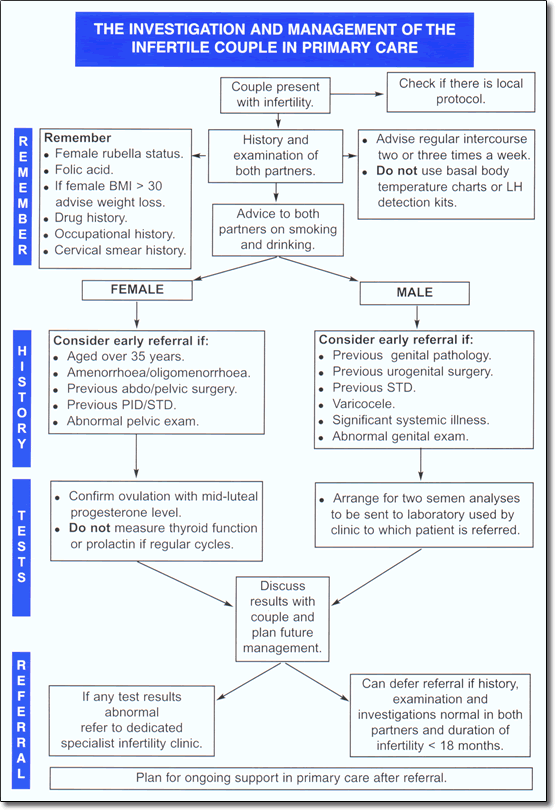 THE INVESTIGATION AND MANAGEMENT OF THE
INFERTILE COUPLE IN PRIMARY CARE
Couple present
with infertility.
Check if there is local
protocol.
REMEMBER
Remember
• Female rubella status.
• Folic acid.
• If female BMI > 30
advise weight loss.
• Drug history.
• Occupational history.
• Cervical smear history.
History and
examination of
both partners.
• Advise regular intercourse
two or three times a week.
• Do not use basal body
temperature charts or LH
detection kits.
Advice to both
partners on smoking
and drinking.
FEMALE
MALE
HISTORY
Consider early referral if:
• Aged over 35 years.
• Amenorrhoea/oligomenorrhoea.
• Previous abdo/pelvic surgery.
• Previous PID/STD.
• Abnormal pelvic exam.
Consider early referral if:
• Previous genital pathology.
• Previous urogenital surgery.
• Previous STD.
• Varicocele.
• Significant systemic illness.
• Abnormal genital exam.
TESTS
• Confirm ovulation with mid-luteal
progesterone level.
• Do not measure thyroid function
or prolactin if regular cycles.
• Arrange for two semen analyses
to be sent to laboratory used by
clinic to which patient is referred.
Discuss
results with
couple and
plan future
management.
REFERRAL
If any test results
abnormal
refer to dedicated
specialist infertility clinic.
Can defer referral if history,
examination and
investigations normal in both
partners and duration of
infertility < 18 months.
Plan for ongoing support in primary care after referral.